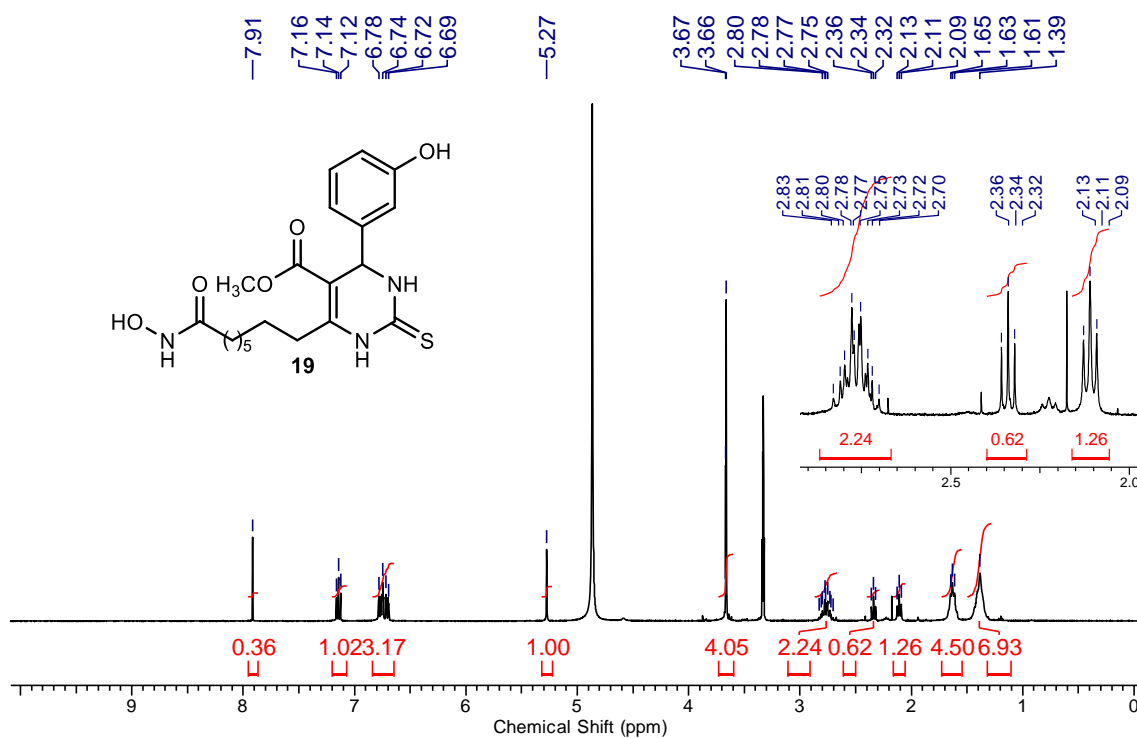 7.91 7.16 7.14 7.12 6.78 6.74 6.72 6.69 5.27 3.67 3.66 2.80 2.78 2.77 2.75 2.36 2.34 2.32 2.13 2.11 2.09 1.65 1.63 1.61 1.39
OH
O
H3CO
NH
O
HO
N
H
( )5
N
H
S
19
2.83 2.81 2.80 2.78 2.77 2.75 2.73 2.72 2.70 2.36 2.34 2.32 2.13 2.11 2.09
2.24 0.62 1.26
2.5 2.0
0.36 1.02 3.17 1.00 4.05 2.24 0.62 1.26 4.50 6.93
9 8 7 6 5 4 3 2 1 0
Chemical Shift (ppm)